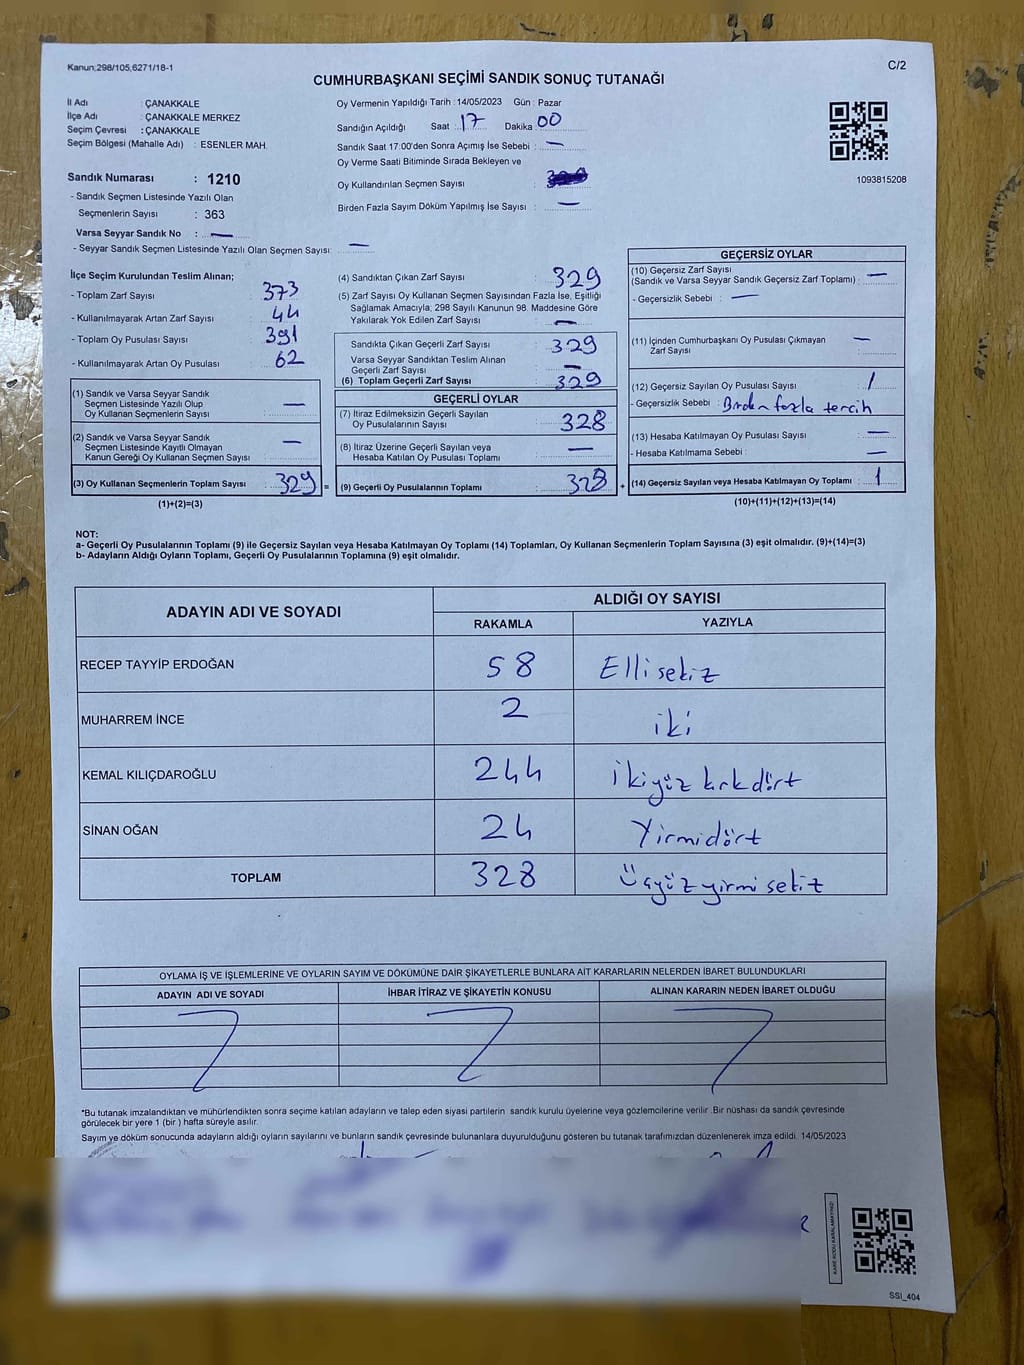 Kanun;298/105,6271/18-1
C/2
CUMHURBAŞKANI SEÇİMİ SANDIK SONUÇ TUTANAĞI
İl Adı : ÇANAKKALE
İlçe Adı : ÇANAKKALE MERKEZ
Seçim Çevresi : ÇANAKKALE
Seçim Bölgesi (Mahalle Adı) : ESENLER MAH.
Sandık Numarası : 1210
- Sandık Seçmen Listesinde Yazılı Olan
Seçmenlerin Sayısı : 363
Varsa Seyyar Sandık No : —
- Seyyar Sandık Seçmen Listesinde Yazılı Olan Seçmen Sayısı: —
Oy Vermenin Yapıldığı Tarih : 14/05/2023 Gün : Pazar
Sandığın Açıldığı Saat : 17 Dakika : 00
Sandık Saat 17:00'den Sonra Açımış İse Sebebi : —
Oy Verme Saati Bitiminde Sırada Bekleyen ve
Oy Kullandırılan Seçmen Sayısı :
Birden Fazla Sayım Döküm Yapılmış İse Sayısı : —
1093815208
İlçe Seçim Kurulundan Teslim Alınan;
- Toplam Zarf Sayısı : 373
- Kullanılmayarak Artan Zarf Sayısı : 44
- Toplam Oy Pusulası Sayısı : 391
- Kullanılmayarak Artan Oy Pusulası : 62
(1) Sandık ve Varsa Seyyar Sandık
Seçmen Listesinde Yazılı Olup
Oy Kullanan Seçmenlerin Sayısı : —
(2) Sandık ve Varsa Seyyar Sandık
Seçmen Listesinde Kayıtlı Olmayan
Kanun Gereği Oy Kullanan Seçmen Sayısı : —
(3) Oy Kullanan Seçmenlerin Toplam Sayısı : 329 =
(1)+(2)=(3)
(4) Sandıktan Çıkan Zarf Sayısı : 329
(5) Zarf Sayısı Oy Kullanan Seçmen Sayısından Fazla İse, Eşitliği
Sağlamak Amacıyla; 298 Sayılı Kanunun 98. Maddesine Göre
Yakılarak Yok Edilen Zarf Sayısı : —
Sandıkta Çıkan Geçerli Zarf Sayısı : 329
Varsa Seyyar Sandıktan Teslim Alınan
Geçerli Zarf Sayısı : —
(6) Toplam Geçerli Zarf Sayısı : 329
GEÇERLİ OYLAR
(7) İtiraz Edilmeksizin Geçerli Sayılan
Oy Pusulalarının Sayısı : 328
(8) İtiraz Üzerine Geçerli Sayılan veya
Hesaba Katılan Oy Pusulası Toplamı : —
(9) Geçerli Oy Pusulalarının Toplamı : 328 +
GEÇERSİZ OYLAR
(10) Geçersiz Zarf Sayısı
(Sandık ve Varsa Seyyar Sandık Geçersiz Zarf Toplamı) : —
- Geçersizlik Sebebi : —
(11) İçinden Cumhurbaşkanı Oy Pusulası Çıkmayan
Zarf Sayısı : —
(12) Geçersiz Sayılan Oy Pusulası Sayısı : 1
- Geçersizlik Sebebi : Birden fazla tercih
(13) Hesaba Katılmayan Oy Pusulası Sayısı : —
- Hesaba Katılmama Sebebi : —
(14) Geçersiz Sayılan veya Hesaba Katılmayan Oy Toplamı : 1
(10)+(11)+(12)+(13)=(14)
NOT:
a- Geçerli Oy Pusulalarının Toplamı (9) ile Geçersiz Sayılan veya Hesaba Katılmayan Oy Toplamı (14) Toplamları, Oy Kullanan Seçmenlerin Toplam Sayısına (3) eşit olmalıdır. (9)+(14)=(3)
b- Adayların Aldığı Oyların Toplamı, Geçerli Oy Pusulalarının Toplamına (9) eşit olmalıdır.
ADAYIN ADI VE SOYADI ALDIĞI OY SAYISI
RAKAMLA YAZIYLA
RECEP TAYYİP ERDOĞAN 58 Elli sekiz
MUHARREM İNCE 2 iki
KEMAL KILIÇDAROĞLU 244 ikiyüz kırkdört
SİNAN OĞAN 24 Yirmidört
TOPLAM 328 Üçyüz yirmi sekiz
OYLAMA İŞ VE İŞLEMLERİNE VE OYLARIN SAYIM VE DÖKÜMÜNE DAİR ŞİKAYETLERLE BUNLARA AİT KARARLARIN NELERDEN İBARET BULUNDUKLARI
ADAYIN ADI VE SOYADI İHBAR İTİRAZ VE ŞİKAYETİN KONUSU ALINAN KARARIN NEDEN İBARET OLDUĞU
*Bu tutanak imzalandıktan ve mühürlendikten sonra seçime katılan adayların ve talep eden siyasi partilerin sandık kurulu üyelerine veya gözlemcilerine verilir .Bir nüshası da sandık çevresinde
görülecek bir yere 1 (bir ) hafta süreyle asılır.
Sayım ve döküm sonucunda adayların aldığı oyların sayılarını ve bunların sandık çevresinde bulunanlara duyurulduğunu gösteren bu tutanak tarafımızdan düzenlenerek imza edildi. 14/05/2023
KARE KODU KARALAMAYINIZ!
SSİ_404